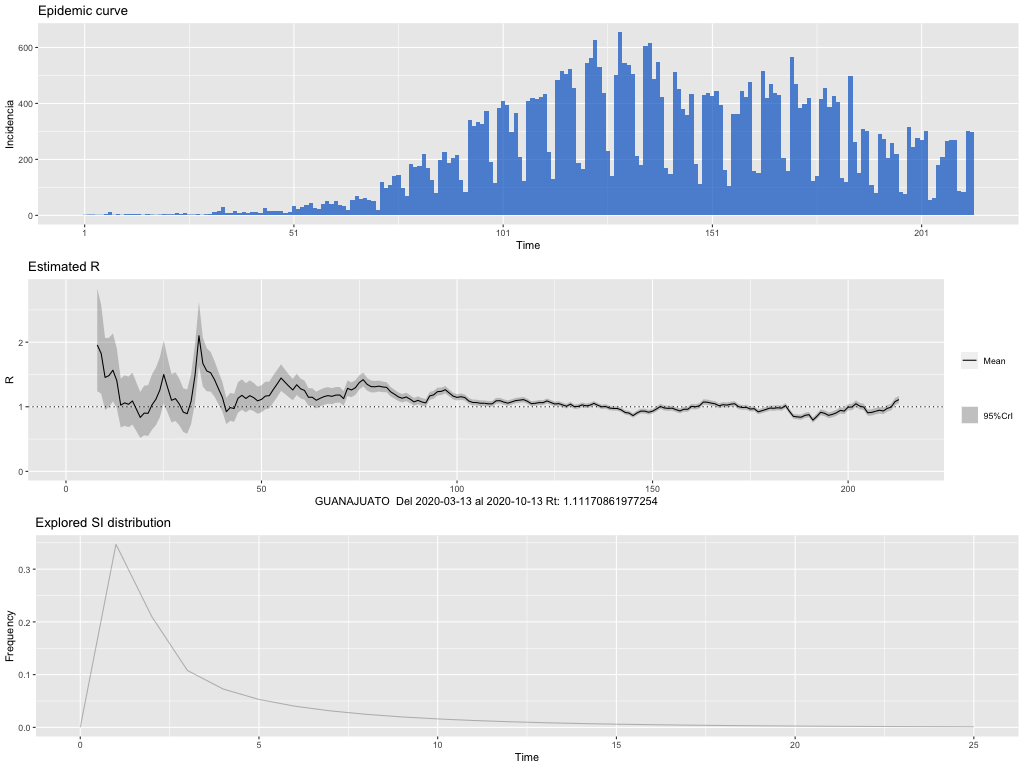 Epidemic curve
600
400
200
0
Incidencia
1
51
101
151
201
Time
Estimated R
2
1
0
R
0
50
100
150
200
Mean
95%CrI
GUANAJUATO Del 2020-03-13 al 2020-10-13 Rt: 1.11170861977254
Explored SI distribution
0.3
0.2
0.1
0.0
Frequency
0
5
10
15
20
25
Time